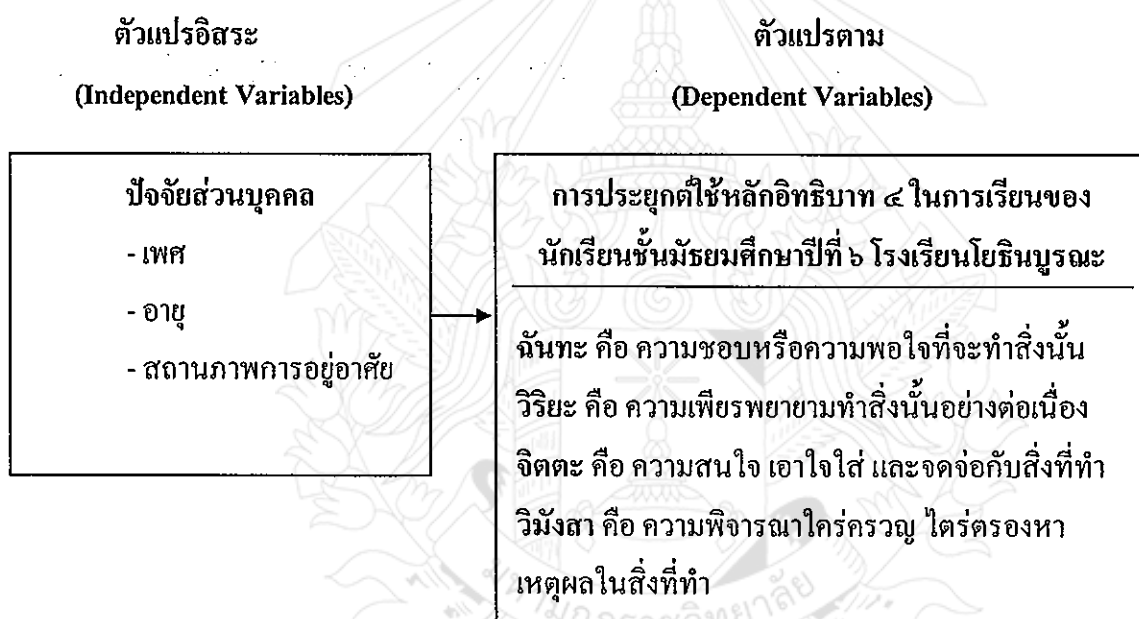 ตัวแปรอิสระ
(Independent Variables)
ปัจจัยส่วนบุคคล
- เพศ
- อายุ
- สถานภาพการอยู่อาศัย
ตัวแปรตาม
(Dependent Variables)
การประยุกต์ใช้หลักอิทธิบาท ๔ ในการเรียนของ
นักเรียนชั้นมัธยมศึกษาปีที่ ๖ โรงเรียนโยธินบูรณะ
ฉันทะ คือ ความชอบหรือความพอใจที่จะทำสิ่งนั้น
วิริยะ คือ ความเพียรพยายามทำสิ่งนั้นอย่างต่อเนื่อง
จิตตะ คือ ความสนใจ เอาใจใส่ และจดจ่อกับสิ่งที่ทำ
วิมังสา คือ ความพิจารณาใคร่ครวญ ไตร่ตรองหา
เหตุผลในสิ่งที่ทำ